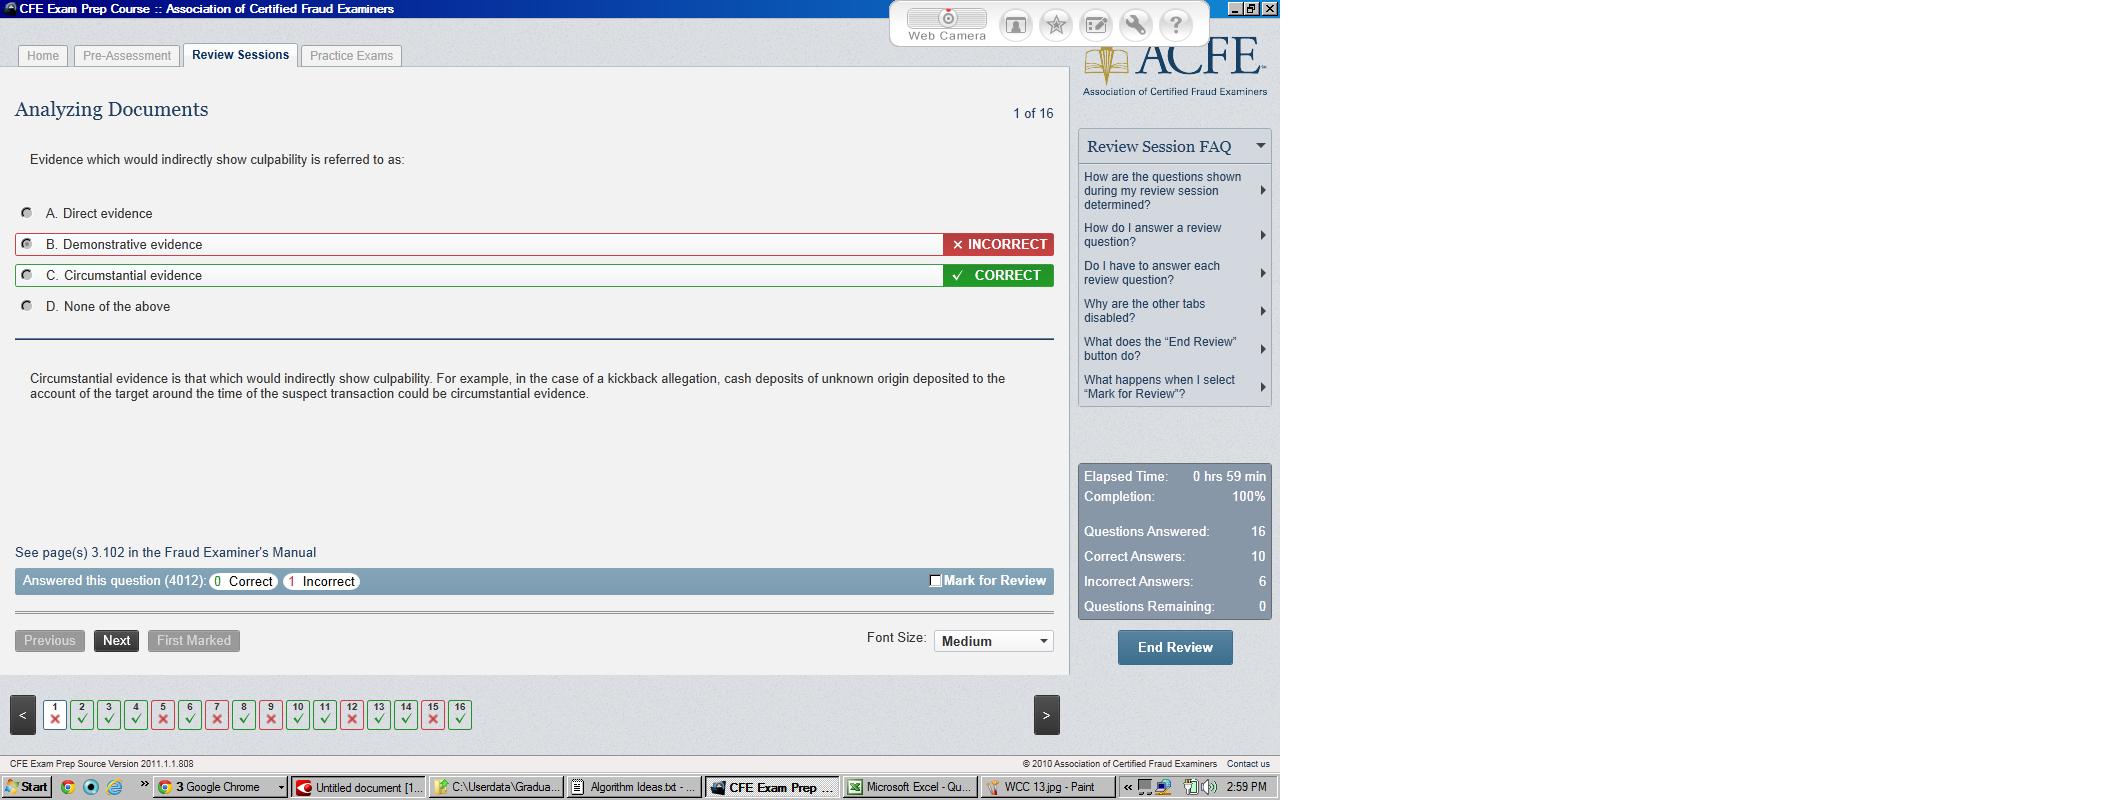 CFE Exam Prep Course :: Association of Certified Fraud Examiners
Web Camera
Home
Pre-Assessment
Review Sessions
Practice Exams
ACFE
Association of Certified Fraud Examiners
Analyzing Documents
1 of 16
Evidence which would indirectly show culpability is referred to as:
A. Direct evidence
B. Demonstrative evidence
× INCORRECT
C. Circumstantial evidence
✓ CORRECT
D. None of the above
Circumstantial evidence is that which would indirectly show culpability. For example, in the case of a kickback allegation, cash deposits of unknown origin deposited to the
account of the target around the time of the suspect transaction could be circumstantial evidence.
See page(s) 3.102 in the Fraud Examiner's Manual
Answered this question (4012): 0 Correct 1 Incorrect
Mark for Review
Previous
Next
First Marked
Font Size: Medium
Review Session FAQ
How are the questions shown
during my review session
determined?
How do I answer a review
question?
Do I have to answer each
review question?
Why are the other tabs
disabled?
What does the “End Review”
button do?
What happens when I select
“Mark for Review”?
Elapsed Time: 0 hrs 59 min
Completion: 100%
Questions Answered: 16
Correct Answers: 10
Incorrect Answers: 6
Questions Remaining: 0
End Review
< 1 2 3 4 5 6 7 8 9 10 11 12 13 14 15 16 >
CFE Exam Prep Source Version 2011.1.1.808
© 2010 Association of Certified Fraud Examiners Contact us
Start
» 3 Google Chrome
Untitled document [1...
C:\Userdata\Gradua...
Algorithm Ideas.txt - ...
CFE Exam Prep ...
Microsoft Excel - Qu...
WCC 13.jpg - Paint
« 2:59 PM